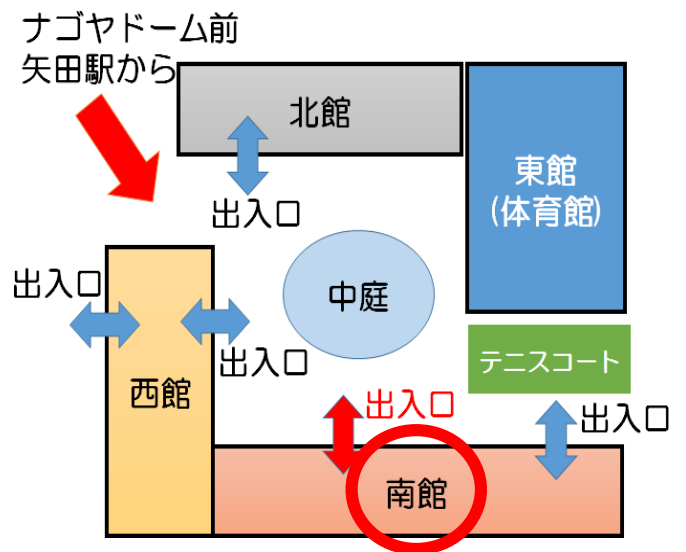 ナゴヤドーム前
矢田駅から
北館
東館
(体育館)
出入口
中庭
出入口
出入口
テニスコート
西館
出入口
出入口
南館